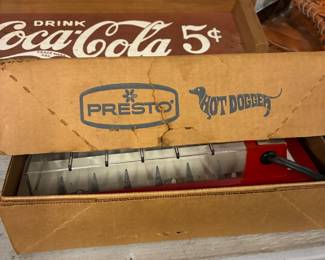 DRINK
Coca-Cola 5¢
PRESTO
HOT DOGGER